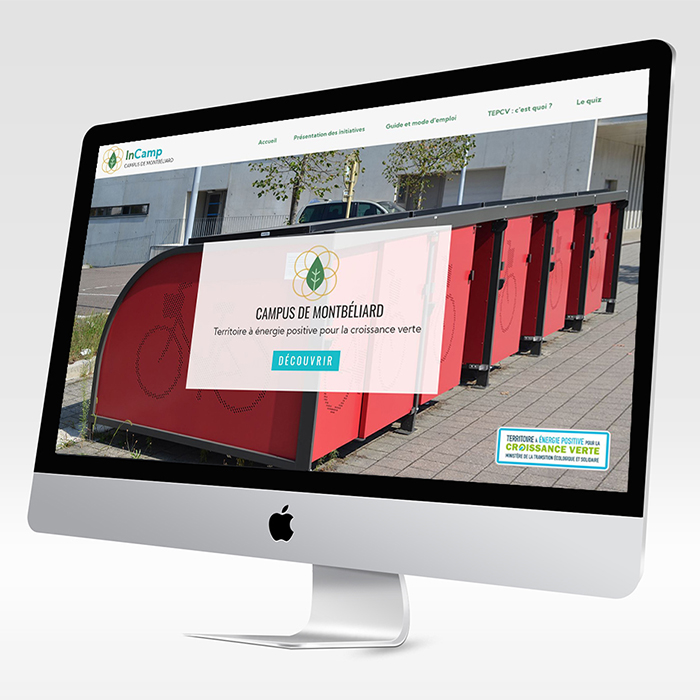 InCamp
CAMPUS DE MONTBÉLIARD
Accueil
Présentation des initiatives
Guide et mode d'emploi
TEPCV : c'est quoi ?
Le quiz
CAMPUS DE MONTBÉLIARD
Territoire à énergie positive pour la croissance verte
DÉCOUVRIR
TERRITOIRE À ÉNERGIE POSITIVE POUR LA
CROISSANCE VERTE
MINISTÈRE DE LA TRANSITION ÉCOLOGIQUE ET SOLIDAIRE